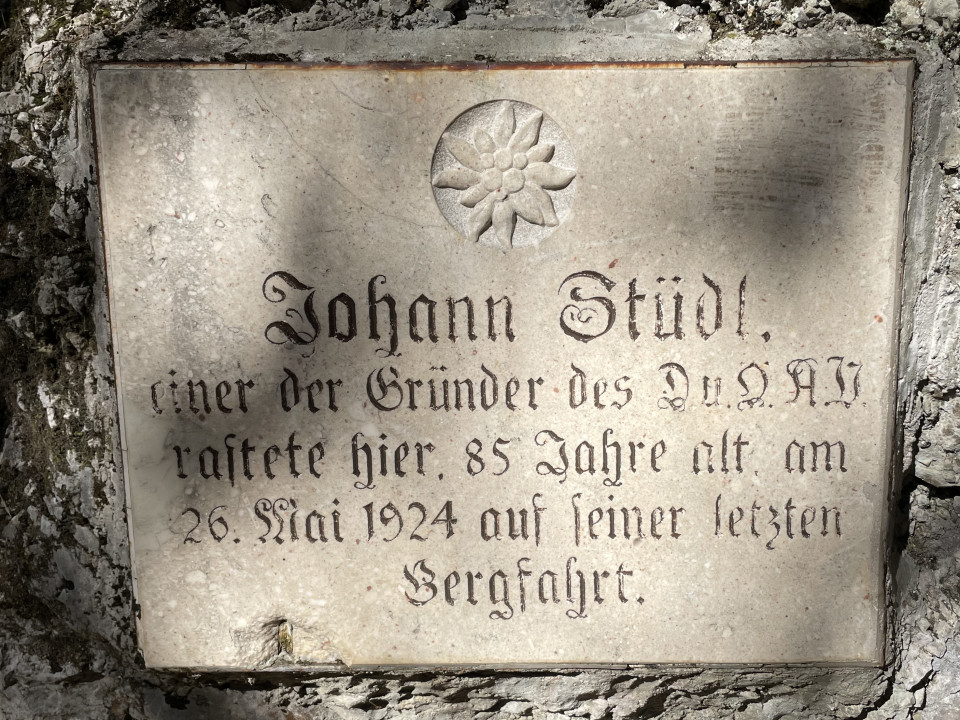 Johann Stüdl,
einer der Gründer des D.u.Ö.A.V.
rastete hier, 85 Jahre alt, am
26. Mai 1924 auf seiner letzten
Bergfahrt.